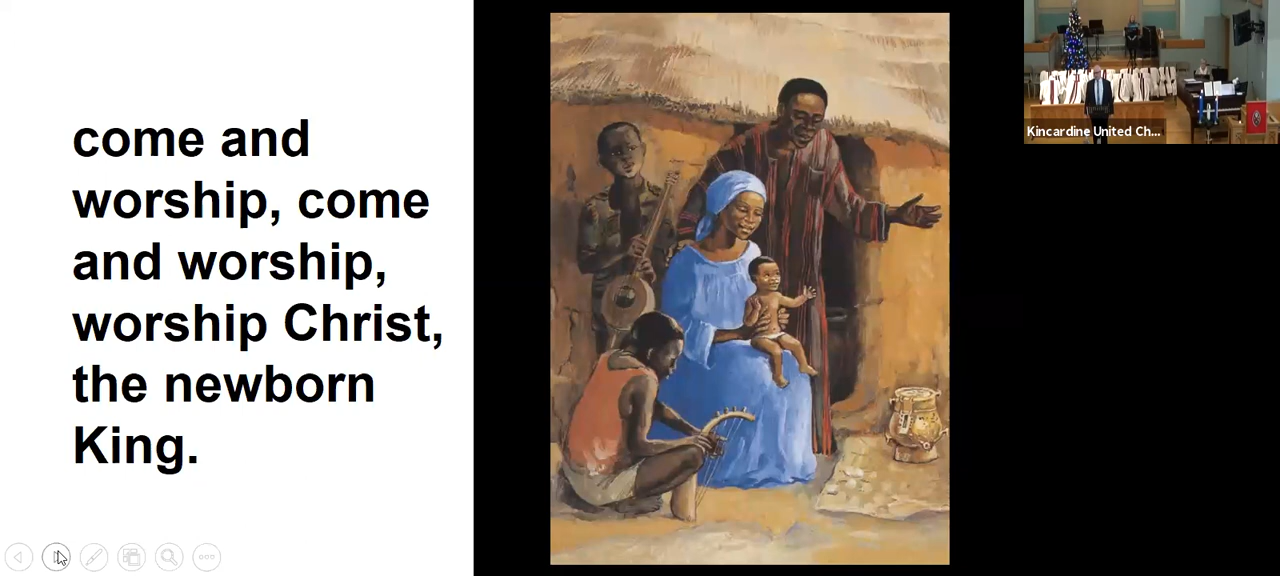 come and
worship, come
and worship,
worship Christ,
the newborn
King.
Kincardine United Ch...